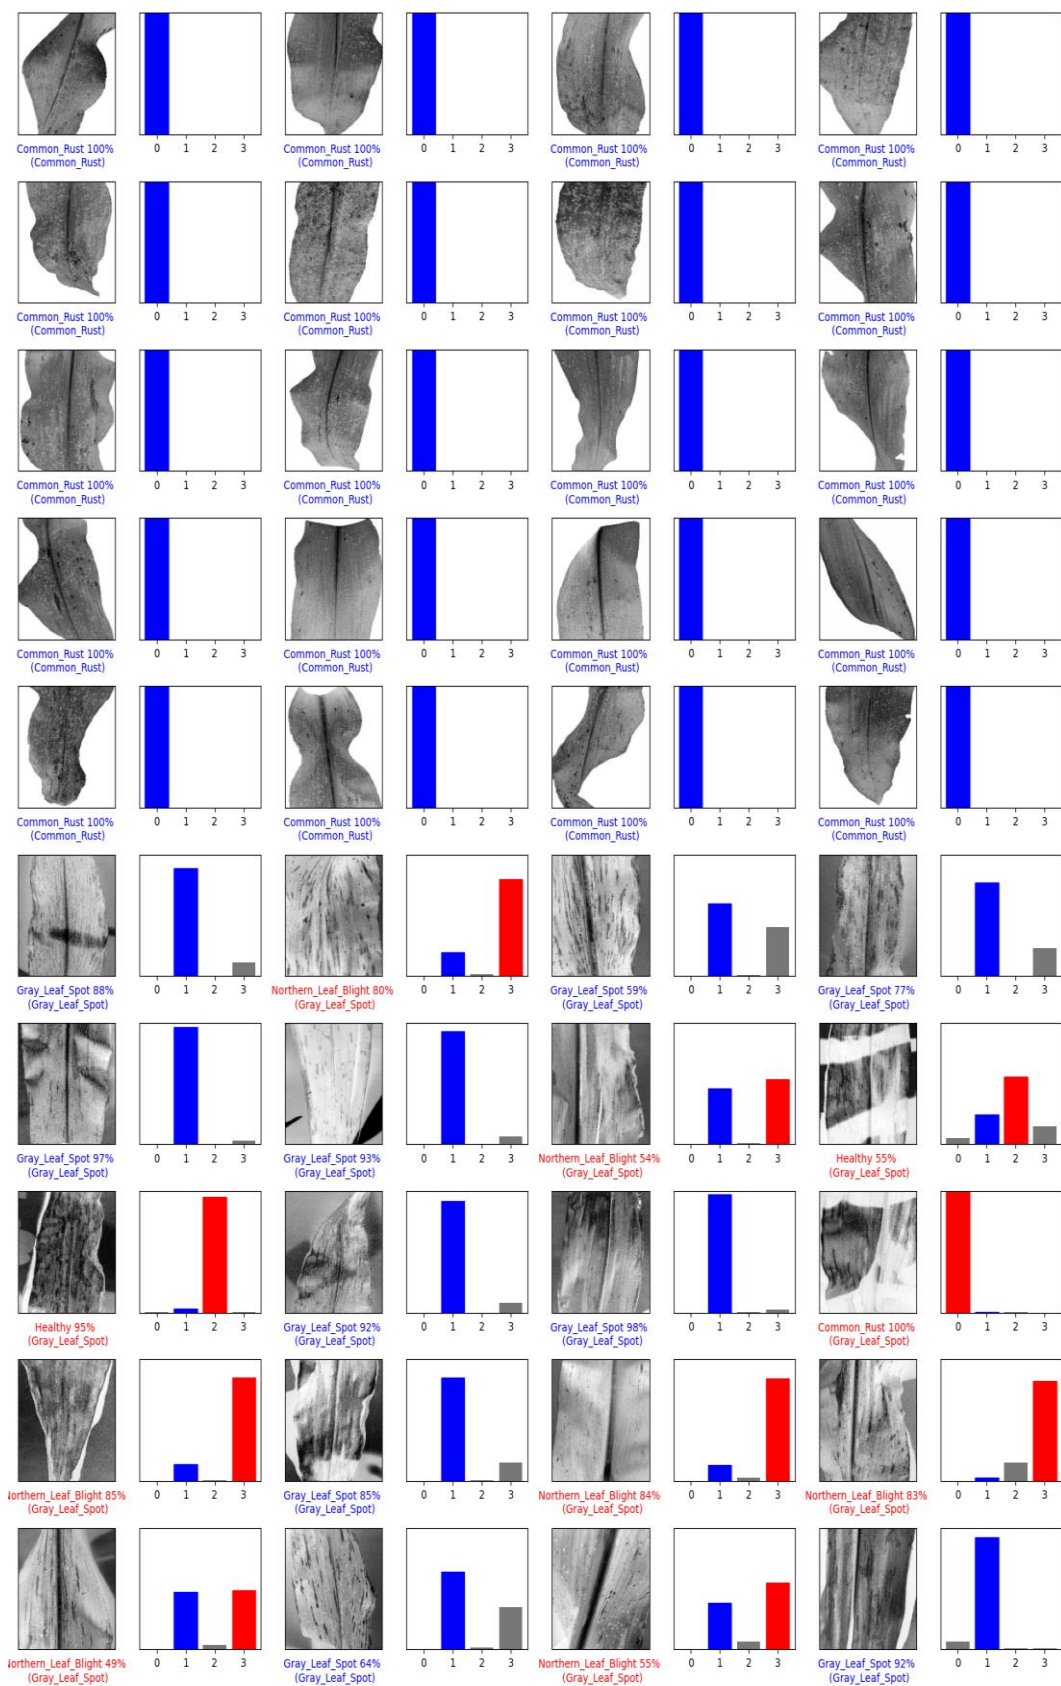 0 1 2 3 0 1 2 3 0 1 2 3 0 1 2 3
Common_Rust 100% Common_Rust 100% Common_Rust 100% Common_Rust 100%
(Common_Rust) (Common_Rust) (Common_Rust) (Common_Rust)
0 1 2 3 0 1 2 3 0 1 2 3 0 1 2 3
Common_Rust 100% Common_Rust 100% Common_Rust 100% Common_Rust 100%
(Common_Rust) (Common_Rust) (Common_Rust) (Common_Rust)
0 1 2 3 0 1 2 3 0 1 2 3 0 1 2 3
Common_Rust 100% Common_Rust 100% Common_Rust 100% Common_Rust 100%
(Common_Rust) (Common_Rust) (Common_Rust) (Common_Rust)
0 1 2 3 0 1 2 3 0 1 2 3 0 1 2 3
Common_Rust 100% Common_Rust 100% Common_Rust 100% Common_Rust 100%
(Common_Rust) (Common_Rust) (Common_Rust) (Common_Rust)
0 1 2 3 0 1 2 3 0 1 2 3 0 1 2 3
Common_Rust 100% Common_Rust 100% Common_Rust 100% Common_Rust 100%
(Common_Rust) (Common_Rust) (Common_Rust) (Common_Rust)
0 1 2 3 0 1 2 3 0 1 2 3 0 1 2 3
Gray_Leaf_Spot 88% Northern_Leaf_Blight 80% Gray_Leaf_Spot 59% Gray_Leaf_Spot 77%
(Gray_Leaf_Spot) (Gray_Leaf_Spot) (Gray_Leaf_Spot) (Gray_Leaf_Spot)
0 1 2 3 0 1 2 3 0 1 2 3 0 1 2 3
Gray_Leaf_Spot 97% Gray_Leaf_Spot 93% Northern_Leaf_Blight 54% Healthy 55%
(Gray_Leaf_Spot) (Gray_Leaf_Spot) (Gray_Leaf_Spot) (Gray_Leaf_Spot)
0 1 2 3 0 1 2 3 0 1 2 3 0 1 2 3
Healthy 95% Gray_Leaf_Spot 92% Gray_Leaf_Spot 98% Common_Rust 100%
(Gray_Leaf_Spot) (Gray_Leaf_Spot) (Gray_Leaf_Spot) (Gray_Leaf_Spot)
0 1 2 3 0 1 2 3 0 1 2 3 0 1 2 3
Northern_Leaf_Blight 85% Gray_Leaf_Spot 85% Northern_Leaf_Blight 84% Northern_Leaf_Blight 83%
(Gray_Leaf_Spot) (Gray_Leaf_Spot) (Gray_Leaf_Spot) (Gray_Leaf_Spot)
0 1 2 3 0 1 2 3 0 1 2 3 0 1 2 3
Northern_Leaf_Blight 49% Gray_Leaf_Spot 64% Northern_Leaf_Blight 55% Gray_Leaf_Spot 92%
(Gray_Leaf_Spot) (Gray_Leaf_Spot) (Gray_Leaf_Spot) (Gray_Leaf_Spot)